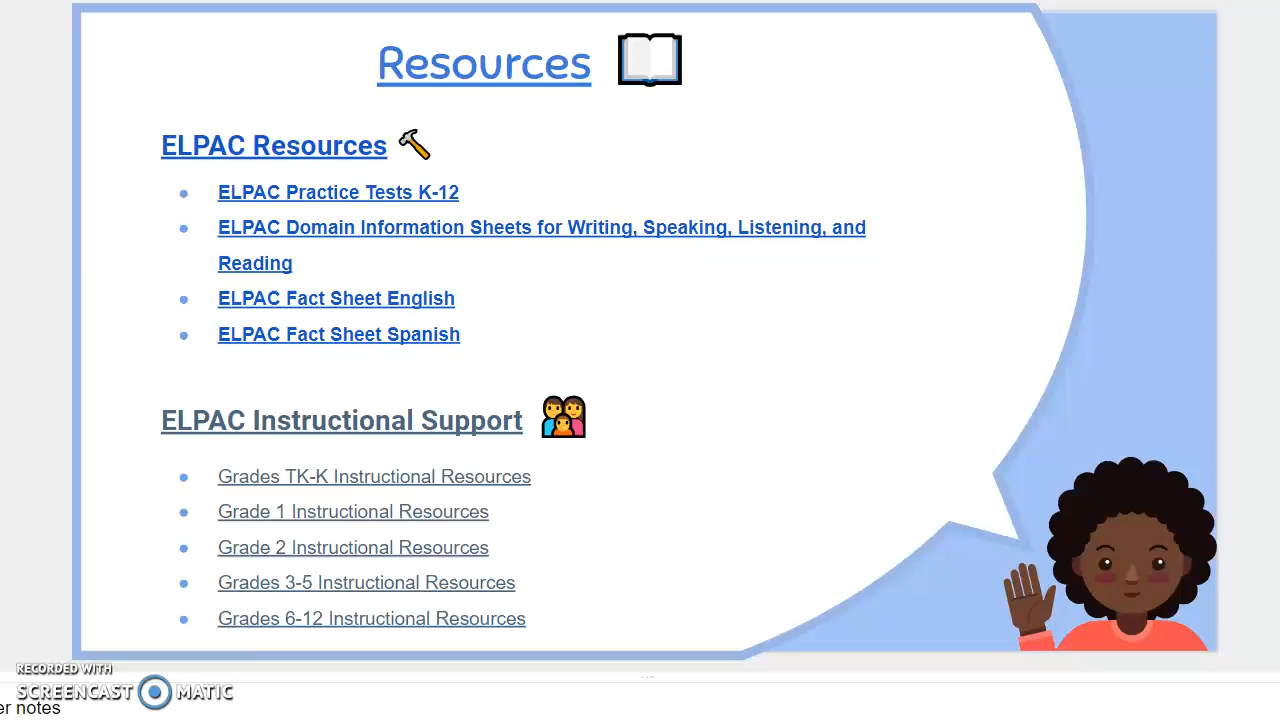 Resources
ELPAC Resources
ELPAC Practice Tests K-12
ELPAC Domain Information Sheets for Writing, Speaking, Listening, and
Reading
ELPAC Fact Sheet English
ELPAC Fact Sheet Spanish
ELPAC Instructional Support
Grades TK-K Instructional Resources
Grade 1 Instructional Resources
Grade 2 Instructional Resources
Grades 3-5 Instructional Resources
Grades 6-12 Instructional Resources
RECORDED WITH
SCREENCAST MATIC
er notes